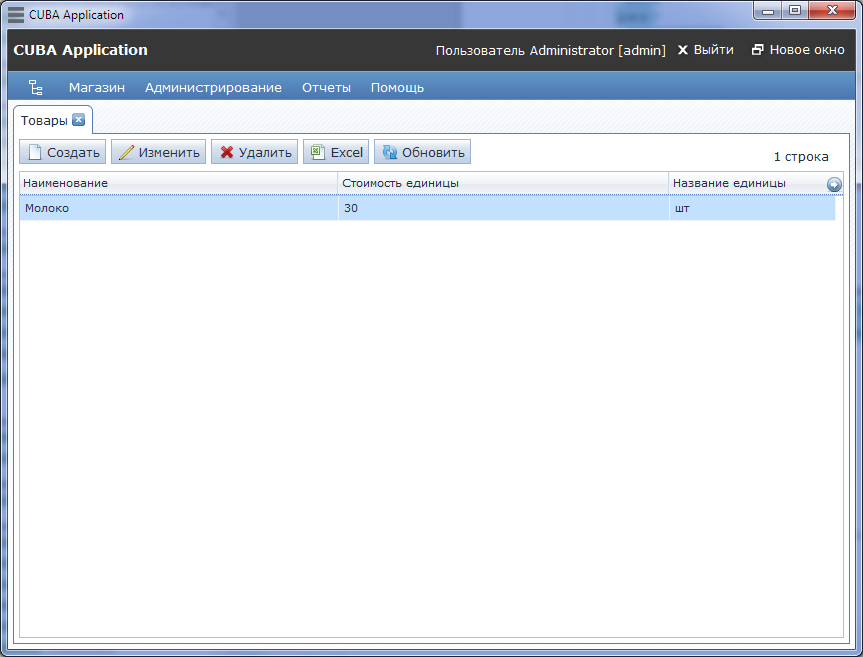 CUBA Application
CUBA Application Пользователь Administrator [admin] Выйти Новое окно
Магазин Администрирование Отчеты Помощь
Товары
Создать Изменить Удалить Excel Обновить 1 строка
Наименование Стоимость единицы Название единицы
Молоко 30 шт